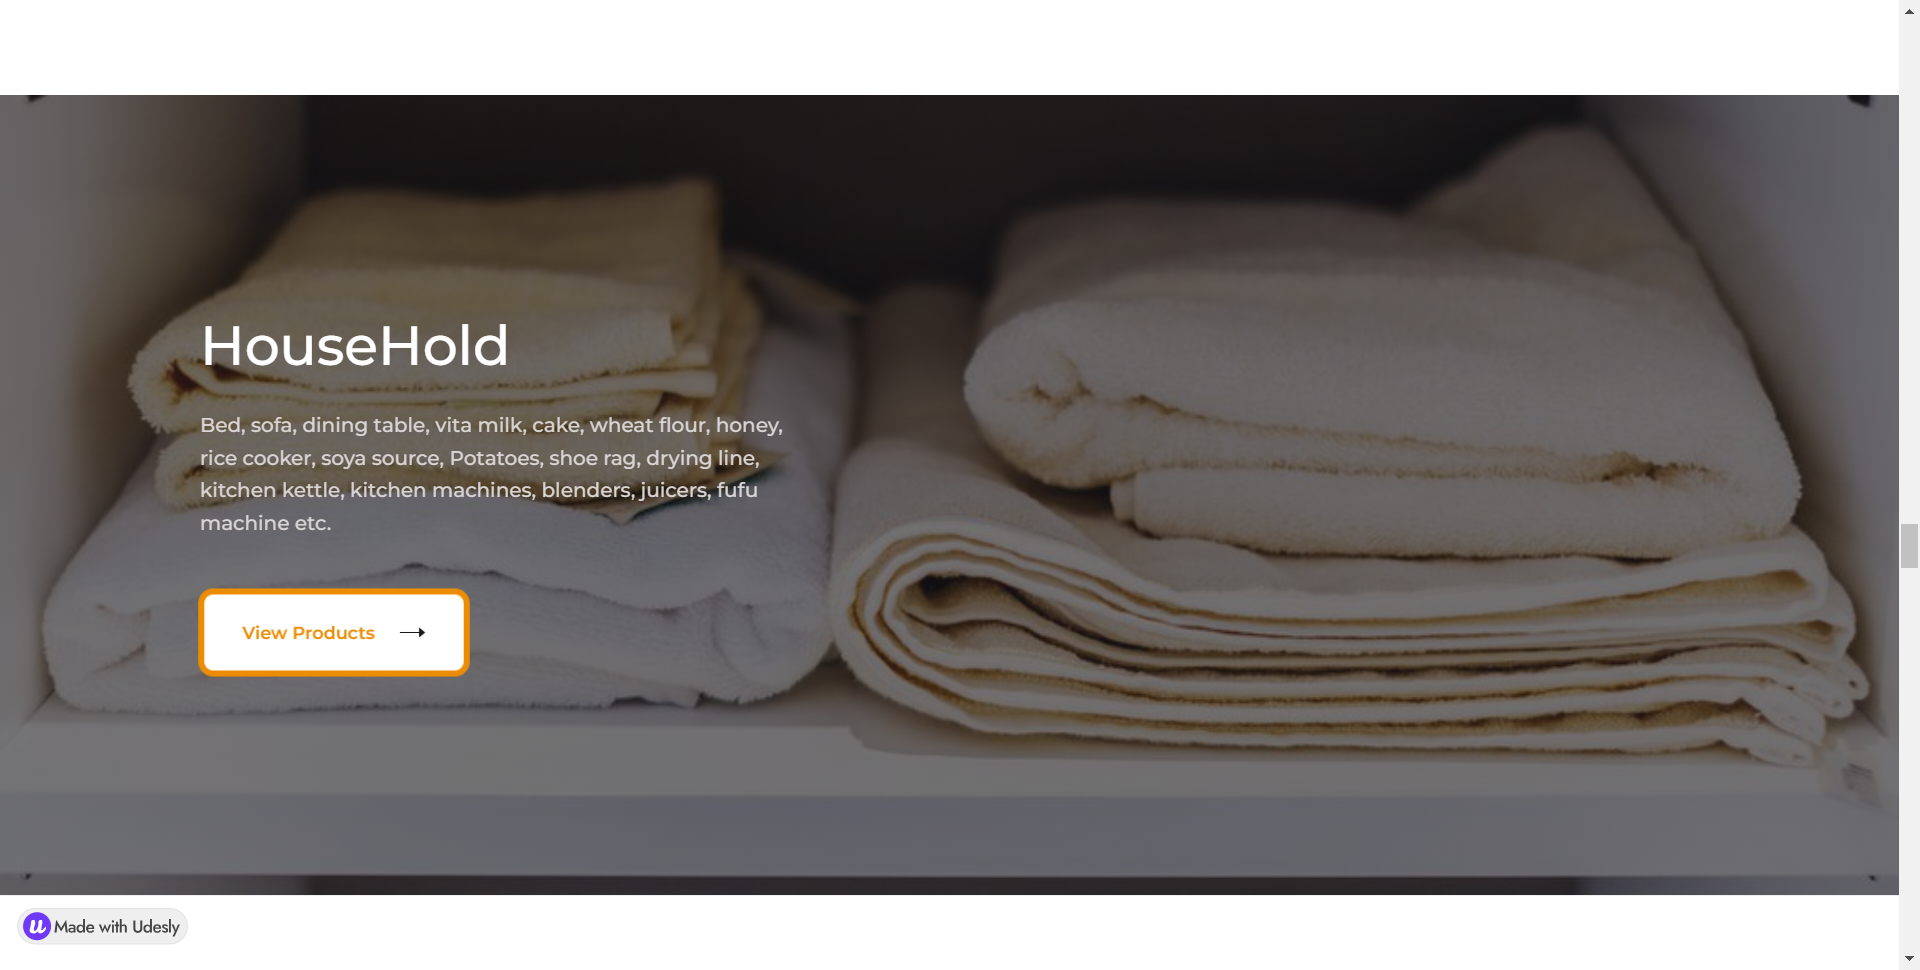 HouseHold
Bed, sofa, dining table, vita milk, cake, wheat flour, honey,
rice cooker, soya source, Potatoes, shoe rag, drying line,
kitchen kettle, kitchen machines, blenders, juicers, fufu
machine etc.
View Products
Made with Udesly